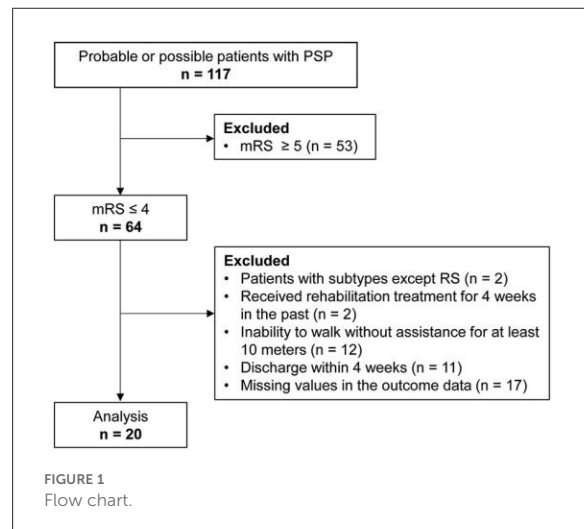 Probable or possible patients with PSP
n = 117
Excluded
• mRS ≥ 5 (n = 53)
mRS ≤ 4
n = 64
Excluded
• Patients with subtypes except RS (n = 2)
• Received rehabilitation treatment for 4 weeks
in the past (n = 2)
• Inability to walk without assistance for at least
10 meters (n = 12)
• Discharge within 4 weeks (n = 11)
• Missing values in the outcome data (n = 17)
Analysis
n = 20
FIGURE 1
Flow chart.